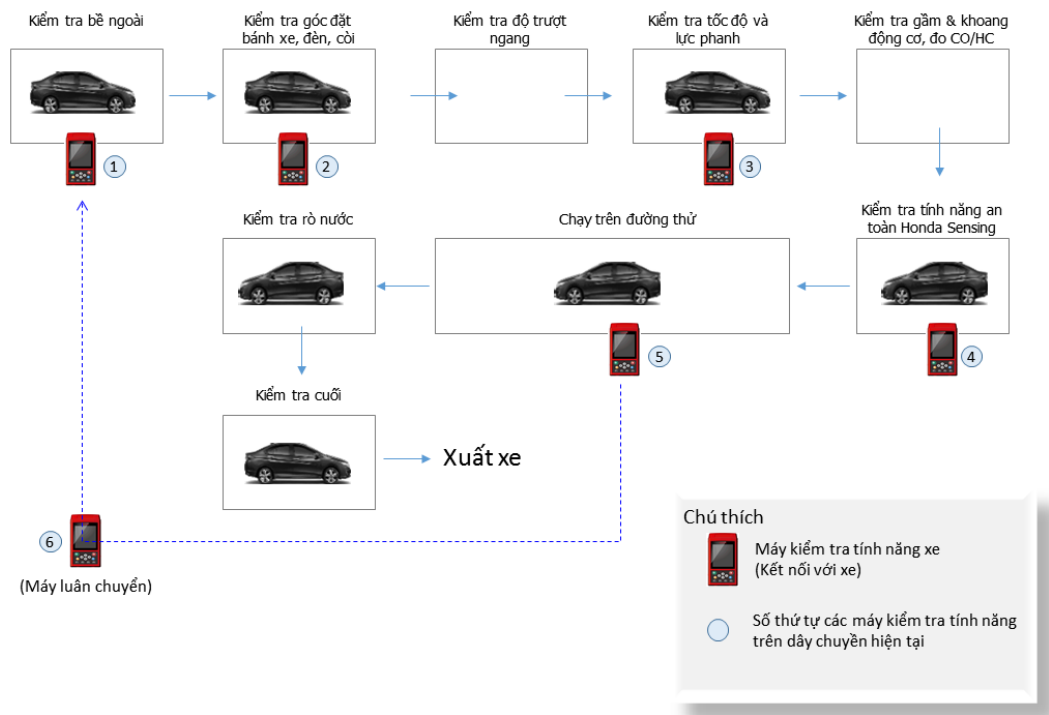 Kiểm tra bề ngoài
Kiểm tra góc đặt
bánh xe, đèn, còi
Kiểm tra độ trượt
ngang
Kiểm tra tốc độ và
lực phanh
Kiểm tra gầm & khoang
động cơ, đo CO/HC
1
2
3
Kiểm tra rò nước
Chạy trên đường thử
Kiểm tra tính năng an
toàn Honda Sensing
5
4
Kiểm tra cuối
Xuất xe
6
(Máy luân chuyển)
Chú thích
Máy kiểm tra tính năng xe
(Kết nối với xe)
Số thứ tự các máy kiểm tra tính năng
trên dây chuyền hiện tại